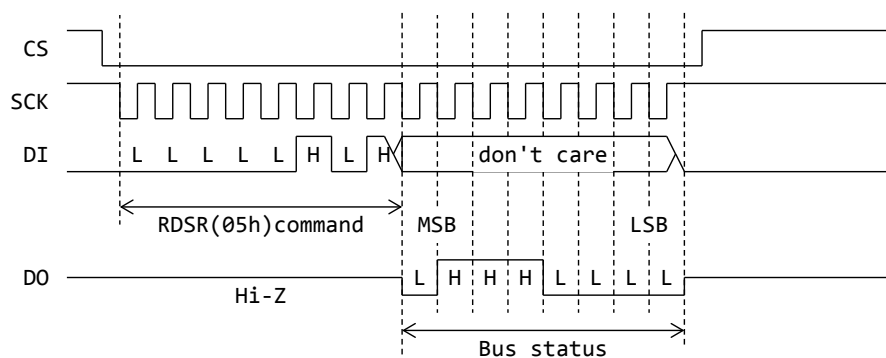 CS
SCK
DI L L L L L H L H don't care
RDSR(05h)command MSB LSB
DO L H H H L L L L
Hi-Z
Bus status